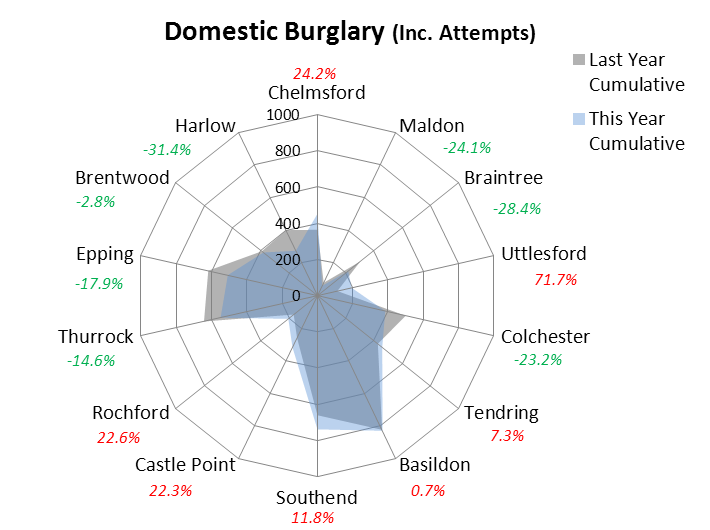 Domestic Burglary (Inc. Attempts)
Last Year
Cumulative
This Year
Cumulative
24.2%
Chelmsford
Maldon
-24.1%
Braintree
-28.4%
Uttlesford
71.7%
Colchester
-23.2%
Tendring
7.3%
Basildon
0.7%
Southend
11.8%
Castle Point
22.3%
Rochford
22.6%
Thurrock
-14.6%
Epping
-17.9%
Brentwood
-2.8%
Harlow
-31.4%
1000
800
600
400
200
0